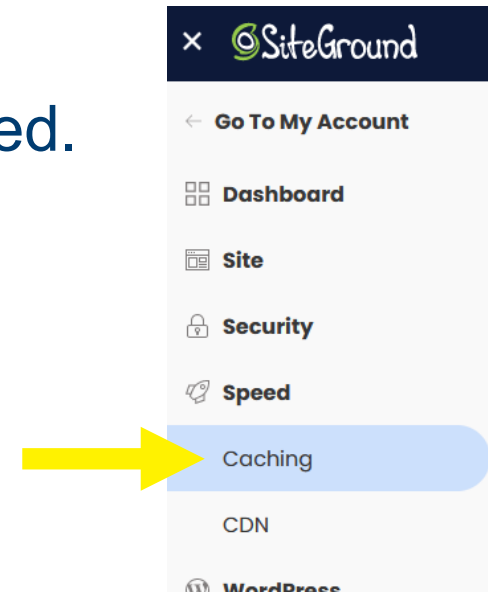 × SiteGround
ed.
← Go To My Account
Dashboard
Site
Security
Speed
Caching
CDN
WordPress